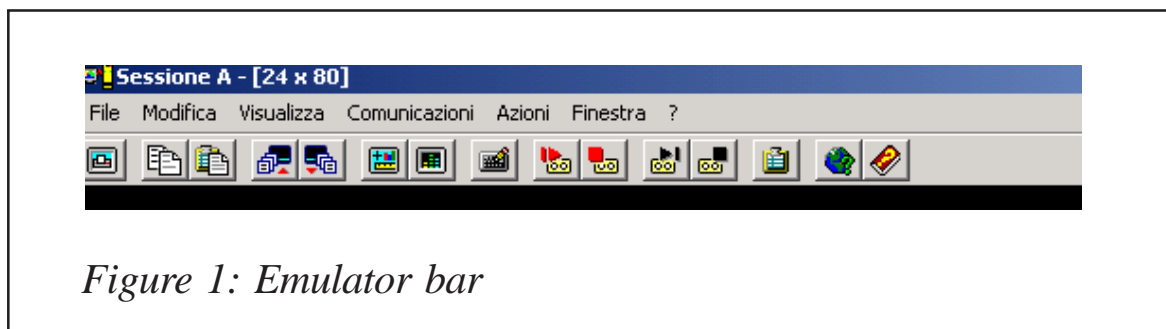 Sessione A - [24 x 80]
File Modifica Visualizza Comunicazioni Azioni Finestra ?
Figure 1: Emulator bar